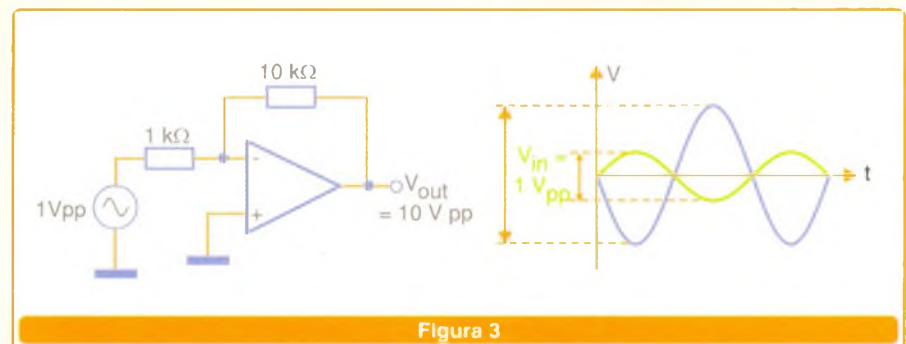 10 kΩ
1 kΩ
1Vpp
-
+
Vout
= 10 V pp
V
Vin =
1 Vpp
t
Figura 3